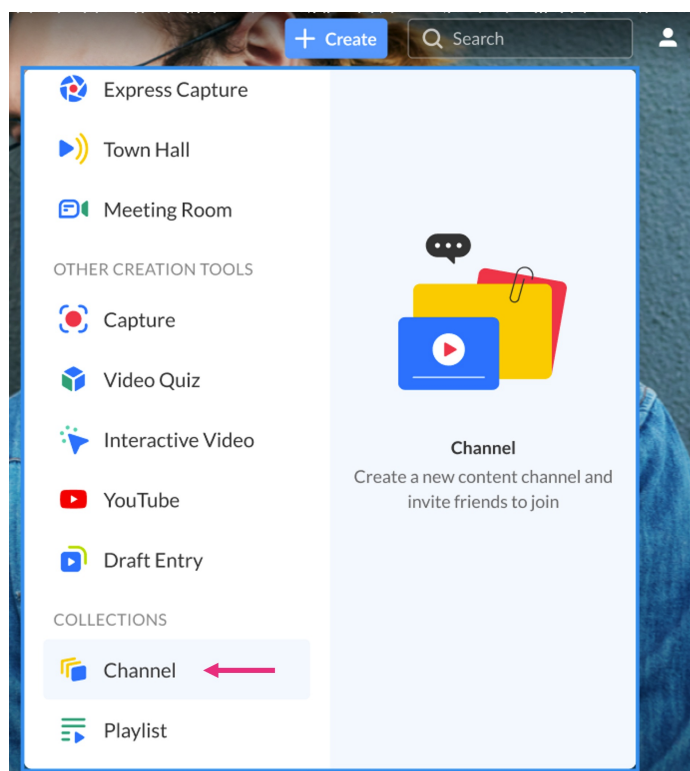 Create
Search
Express Capture
Town Hall
Meeting Room
OTHER CREATION TOOLS
Capture
Video Quiz
Interactive Video
YouTube
Draft Entry
COLLECTIONS
Channel
Playlist
Channel
Create a new content channel and
invite friends to join